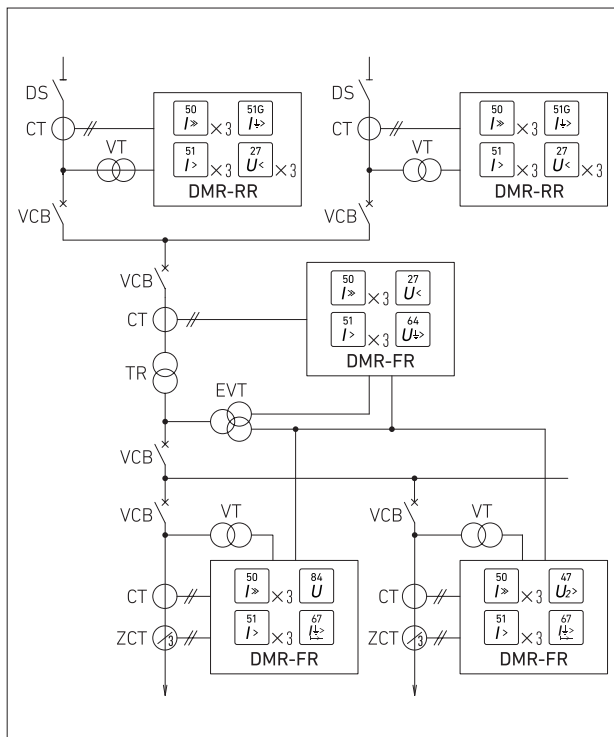 DS
CT
VT
VCB
50
I»
×3
51G
I⏚>
51
I>
×3
27
U<
×3
DMR-RR
DS
CT
VT
VCB
50
I»
×3
51G
I⏚>
51
I>
×3
27
U<
×3
DMR-RR
VCB
CT
TR
EVT
50
I»
×3
27
U<
51
I>
×3
64
U⏚>
DMR-FR
VCB
VCB
VT
CT
ZCT
3
50
I»
×3
84
U
51
I>
×3
67
I⏚>
DMR-FR
VCB
VT
CT
ZCT
3
50
I»
×3
47
U2>
51
I>
×3
67
I⏚>
DMR-FR